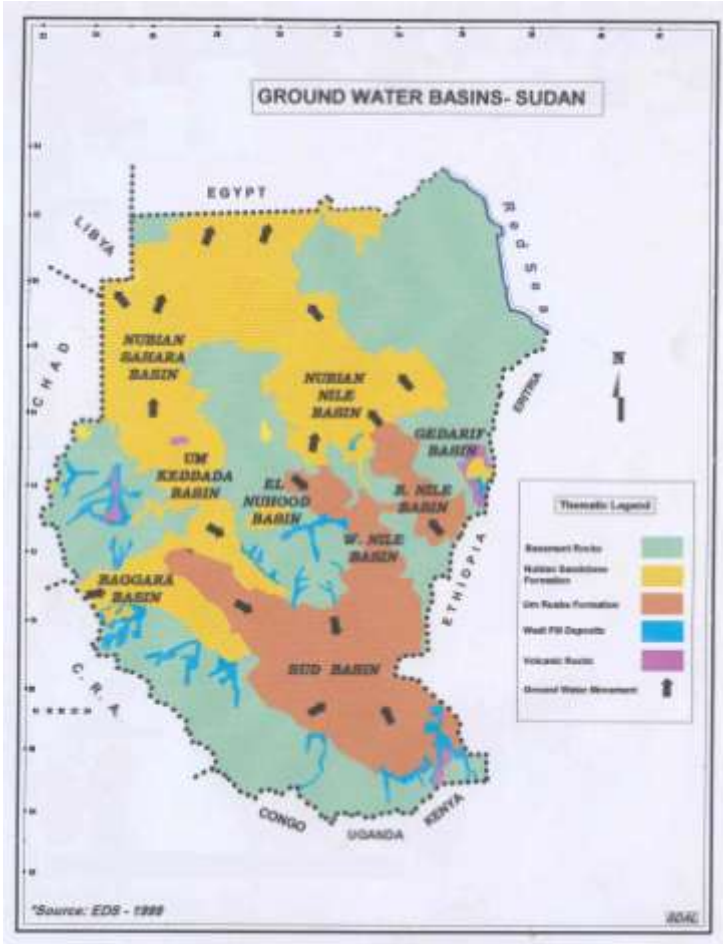 GROUND WATER BASINS- SUDAN
EGYPT
LIBYA
Red Sea
CHAD
NUBIAN
SAHARA
BASIN
NUBIAN
NILE
BASIN
N
ERITRIA
GEDARIF
BASIN
UM
KEDDADA
BASIN
EL
NUHOOD
BASIN
B. NILE
BASIN
W. NILE
BASIN
ETHIOPIA
BAGGARA
BASIN
SUD BASIN
C. R. A
CONGO
UGANDA
KENYA
Thematic Legend
Basement Rocks
Nubian Sandstone
Formation
Um Ruaba Formation
Wadi Fill Deposits
Volcanic Rocks
Ground Water Movement
*Source: EDS - 1999